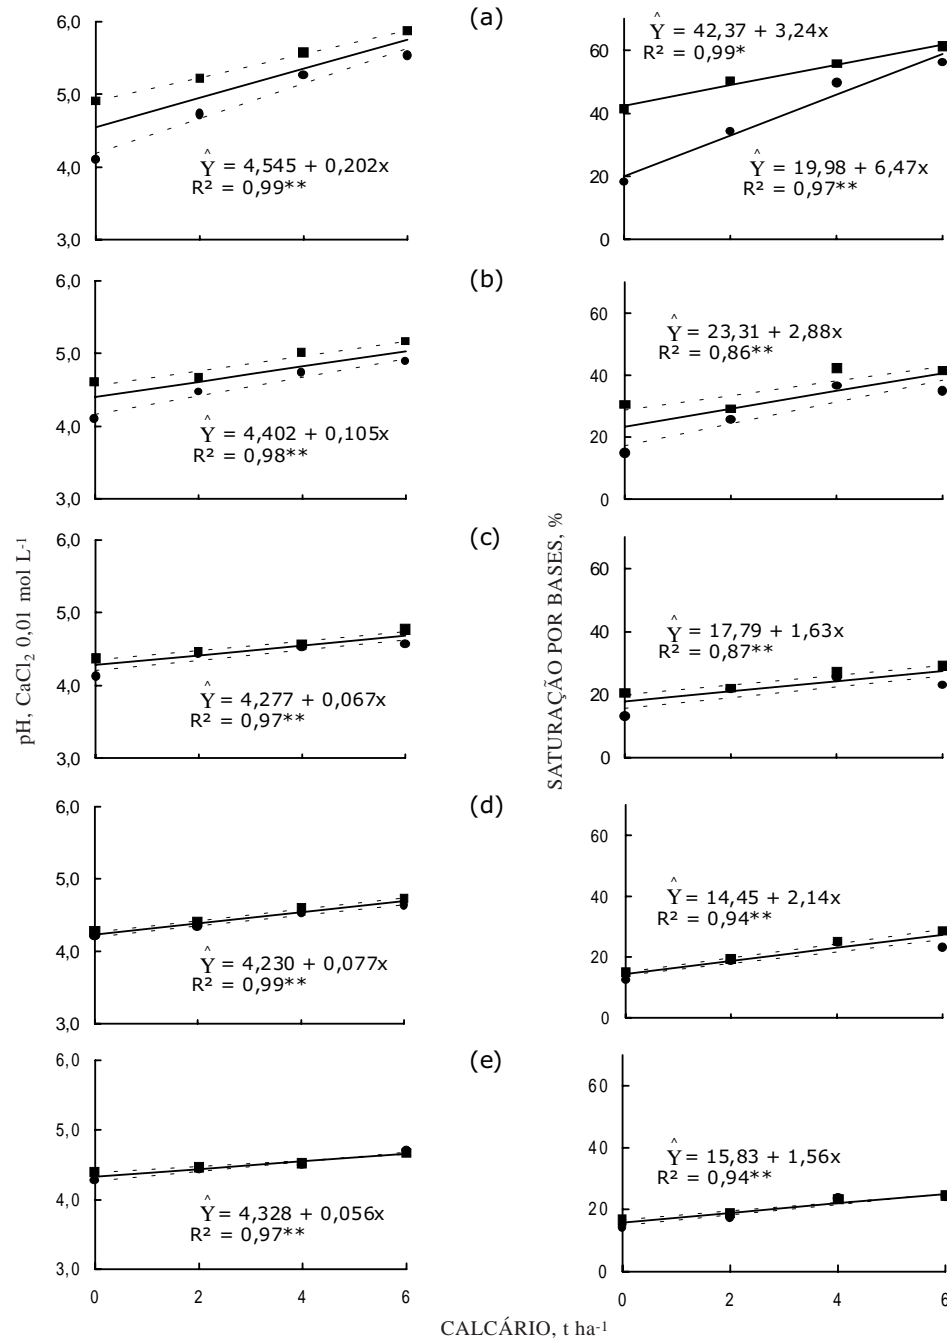 (a)
6,0
5,0
4,0
3,0
^
Y = 4,545 + 0,202x
R² = 0,99**
60
40
20
0
^
Y = 42,37 + 3,24x
R² = 0,99*
^
Y = 19,98 + 6,47x
R² = 0,97**
(b)
6,0
5,0
4,0
3,0
^
Y = 4,402 + 0,105x
R² = 0,98**
60
40
20
0
^
Y = 23,31 + 2,88x
R² = 0,86**
(c)
6,0
5,0
4,0
3,0
^
Y = 4,277 + 0,067x
R² = 0,97**
60
40
20
0
^
Y = 17,79 + 1,63x
R² = 0,87**
pH, CaCl₂ 0,01 mol L⁻¹
SATURAÇÃO POR BASES, %
(d)
6,0
5,0
4,0
3,0
^
Y = 4,230 + 0,077x
R² = 0,99**
60
40
20
0
^
Y = 14,45 + 2,14x
R² = 0,94**
(e)
6,0
5,0
4,0
3,0
^
Y = 4,328 + 0,056x
R² = 0,97**
0 2 4 6
60
40
20
0
^
Y = 15,83 + 1,56x
R² = 0,94**
0 2 4 6
CALCÁRIO, t ha⁻¹